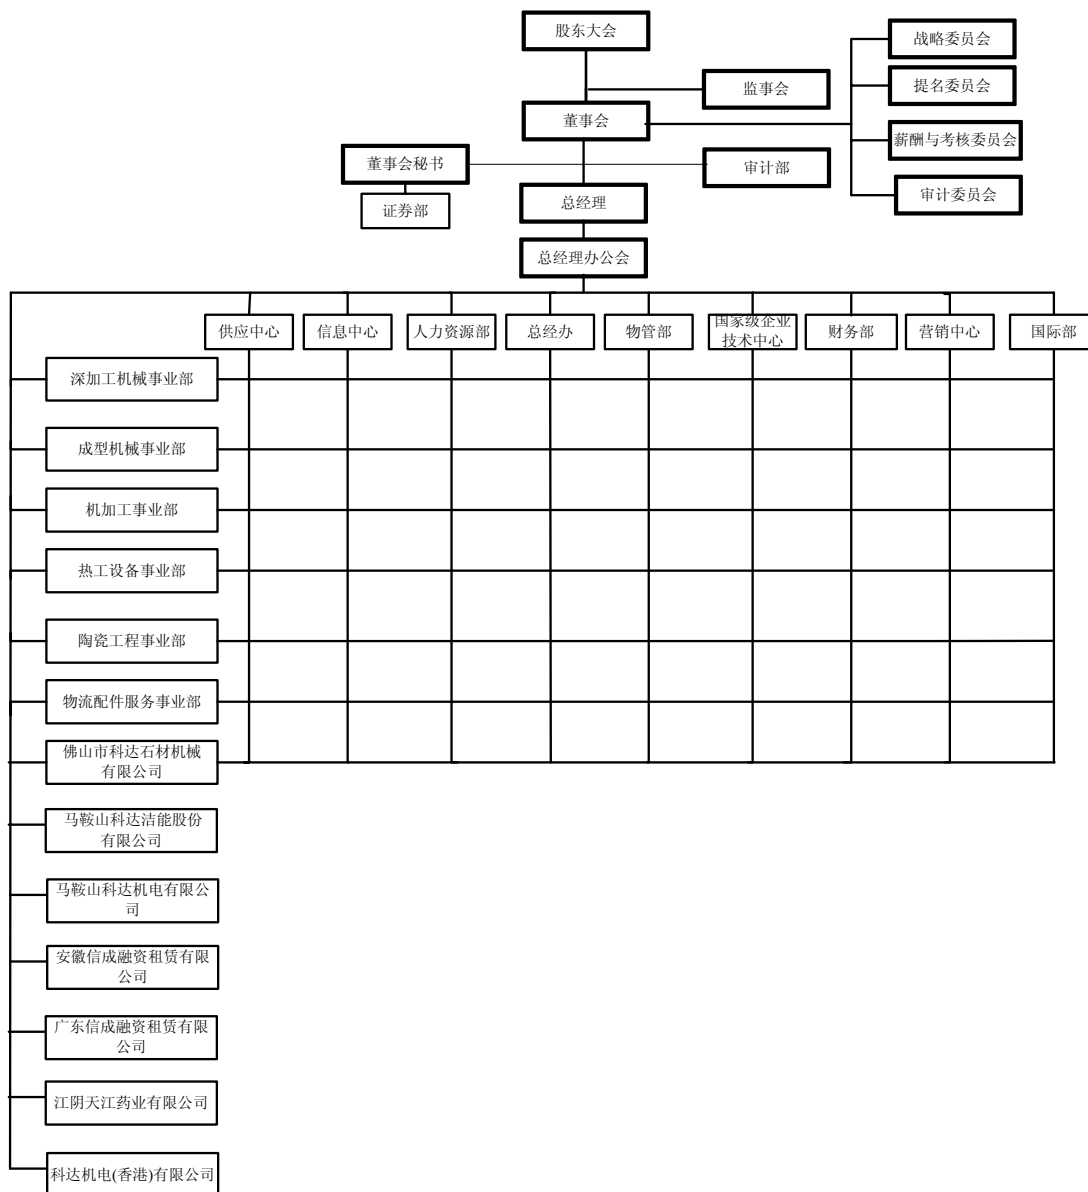 股东大会
战略委员会
监事会
提名委员会
董事会
薪酬与考核委员会
董事会秘书
审计部
审计委员会
证券部
总经理
总经理办公会
供应中心
信息中心
人力资源部
总经办
物管部
国家级企业
技术中心
财务部
营销中心
国际部
深加工机械事业部
成型机械事业部
机加工事业部
热工设备事业部
陶瓷工程事业部
物流配件服务事业部
佛山市科达石材机械
有限公司
马鞍山科达洁能股份
有限公司
马鞍山科达机电有限公
司
安徽信成融资租赁有限
公司
广东信成融资租赁有限
公司
江阴天江药业有限公司
科达机电(香港)有限公司